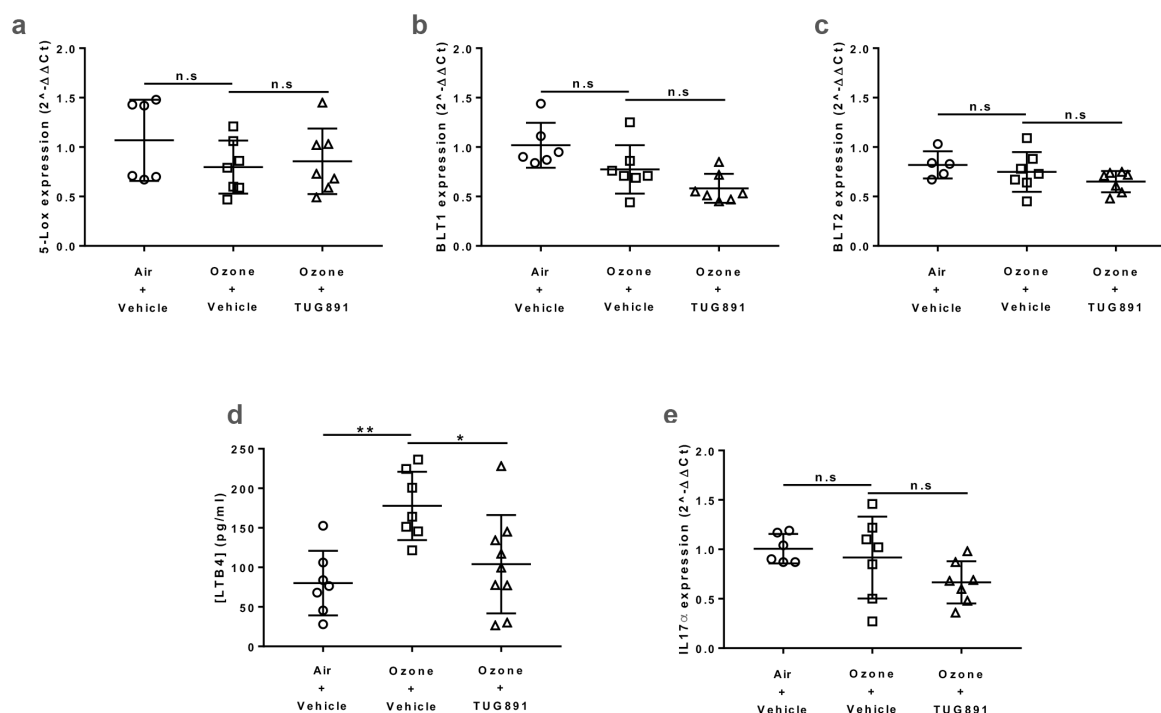 a
5-Lox expression (2^-ΔΔCt)
2.0
1.5
1.0
0.5
0.0
n.s
n.s
Air
+
Vehicle
Ozone
+
Vehicle
Ozone
+
TUG891
b
BLT1 expression (2^-ΔΔCt)
2.0
1.5
1.0
0.5
0.0
n.s
n.s
Air
+
Vehicle
Ozone
+
Vehicle
Ozone
+
TUG891
c
BLT2 expression (2^-ΔΔCt)
2.0
1.5
1.0
0.5
0.0
n.s
n.s
Air
+
Vehicle
Ozone
+
Vehicle
Ozone
+
TUG891
d
[LTB4] (pg/ml)
250
200
150
100
50
0
**
*
Air
+
Vehicle
Ozone
+
Vehicle
Ozone
+
TUG891
e
IL17α expression (2^-ΔΔCt)
2.0
1.5
1.0
0.5
0.0
n.s
n.s
Air
+
Vehicle
Ozone
+
Vehicle
Ozone
+
TUG891